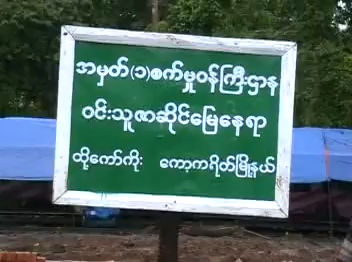 အမှတ်(၁)စက်မှုဝန်ကြီးဌာန
ဝင်းသူဇာဆိုင်မြေနေရာ
ထိုကော်ကိုး ကော့ကရိတ်မြို့နယ်